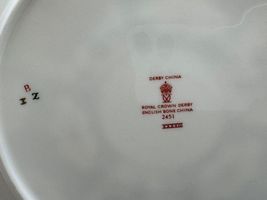 DERBY CHINA
ROYAL CROWN DERBY
ENGLISH BONE CHINA
2451